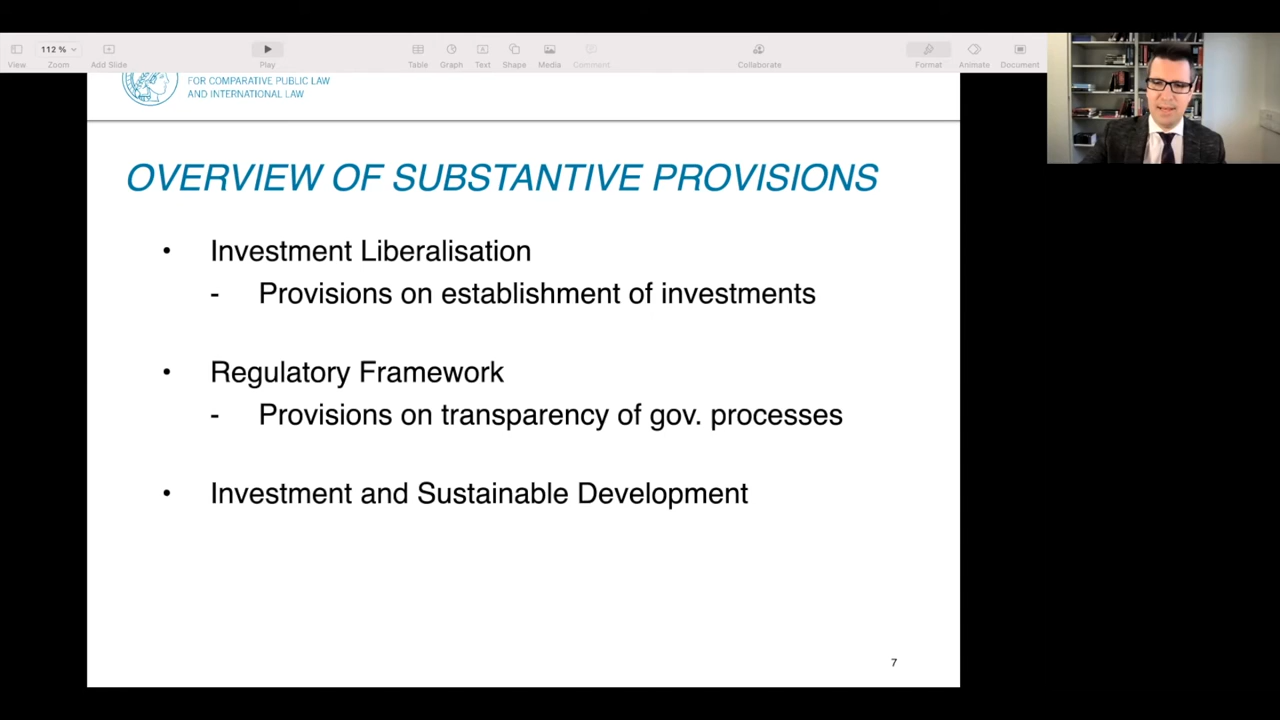 112 %
View
Zoom
Add Slide
Play
Table
Graph
Text
Shape
Media
Comment
Collaborate
Format
Animate
Document
FOR COMPARATIVE PUBLIC LAW
AND INTERNATIONAL LAW
OVERVIEW OF SUBSTANTIVE PROVISIONS
• Investment Liberalisation
- Provisions on establishment of investments
• Regulatory Framework
- Provisions on transparency of gov. processes
• Investment and Sustainable Development
7